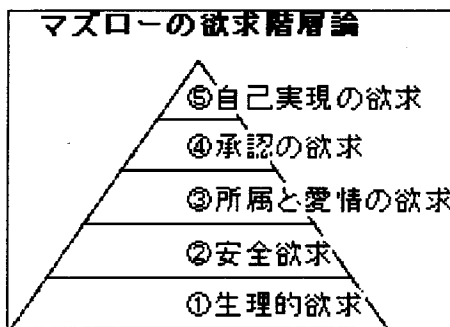 マズローの欲求階層論
⑤自己実現の欲求
④承認の欲求
③所属と愛情の欲求
②安全欲求
①生理的欲求